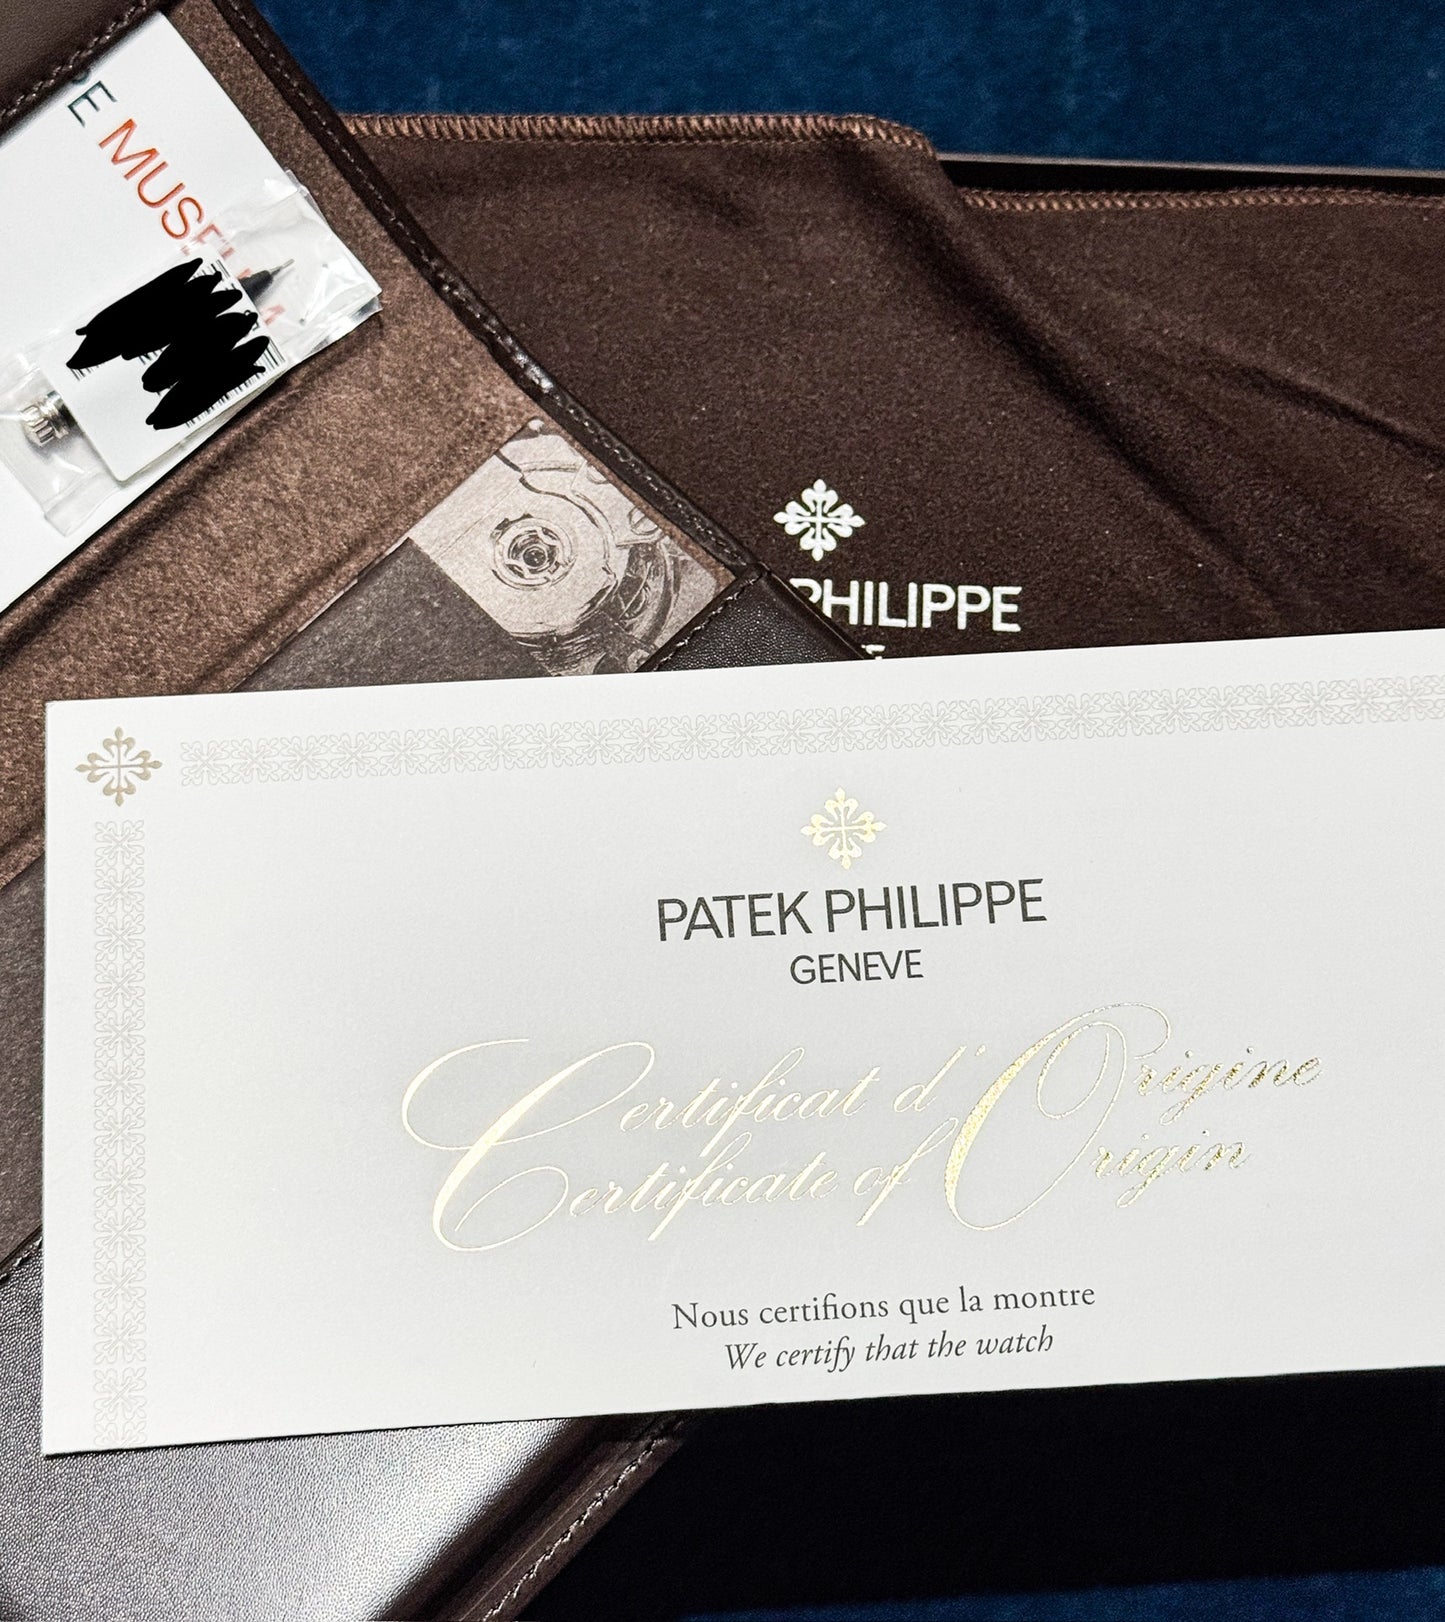 MUSEUM
PHILIPPE
PATEK PHILIPPE
GENEVE
Certificat d'Origine
Certificate of Origin
Nous certifions que la montre
We certify that the watch